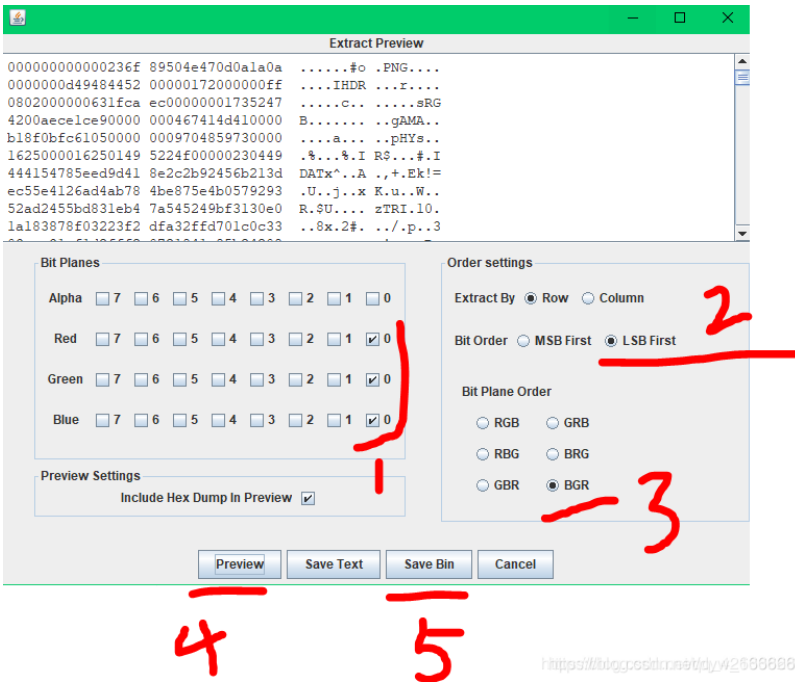 Extract Preview
000000000000236f 89504e470d0a1a0a ......#o .PNG....
0000000d49484452 00000172000000ff ....IHDR ...r....
0802000000631fca ec00000001735247 .....c.. .....sRG
4200aece1ce90000 000467414d410000 B....... ..gAMA..
b18f0bfc61050000 0009704859730000 ....a... ..pHYs..
1625000016250149 5224f00000230449 .%...%.I R$...#.I
444154785eed9d41 8e2c2b92456b213d DATx^..A .,+.Ek!=
ec55e4126ad4ab78 4be875e4b0579293 .U..j..x K.u..W..
52ad2455bd831eb4 7a545249bf3130e0 R.$U.... zTRI.10.
1a183878f03223f2 dfa32ffd701c0c33 ..8x.2#. ../.p..3
Bit Planes
Alpha 7 6 5 4 3 2 1 0
Red 7 6 5 4 3 2 1 0
Green 7 6 5 4 3 2 1 0
Blue 7 6 5 4 3 2 1 0
1
Preview Settings
Include Hex Dump In Preview
Order settings
Extract By Row Column
2
Bit Order MSB First LSB First
Bit Plane Order
RGB GRB
RBG BRG
GBR BGR
3
Preview Save Text Save Bin Cancel
4 5